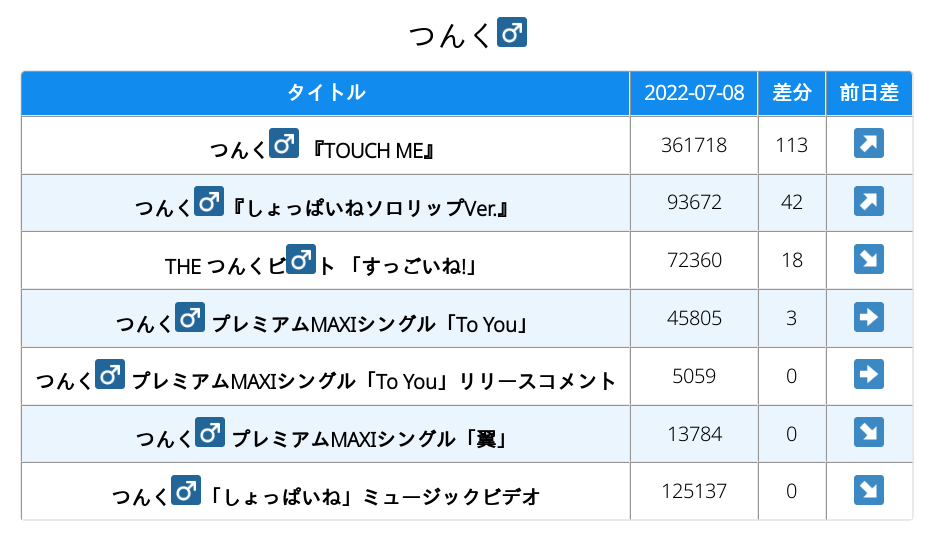 つんく♂
タイトル 2022-07-08 差分 前日差
つんく♂ 『TOUCH ME』 361718 113 ↗
つんく♂『しょっぱいねソロリップVer.』 93672 42 ↗
THE つんくビ♂ト 「すっごいね!」 72360 18 ↘
つんく♂ プレミアムMAXIシングル「To You」 45805 3 ➡
つんく♂ プレミアムMAXIシングル「To You」リリースコメント 5059 0 ➡
つんく♂ プレミアムMAXIシングル「翼」 13784 0 ↘
つんく♂「しょっぱいね」ミュージックビデオ 125137 0 ↘